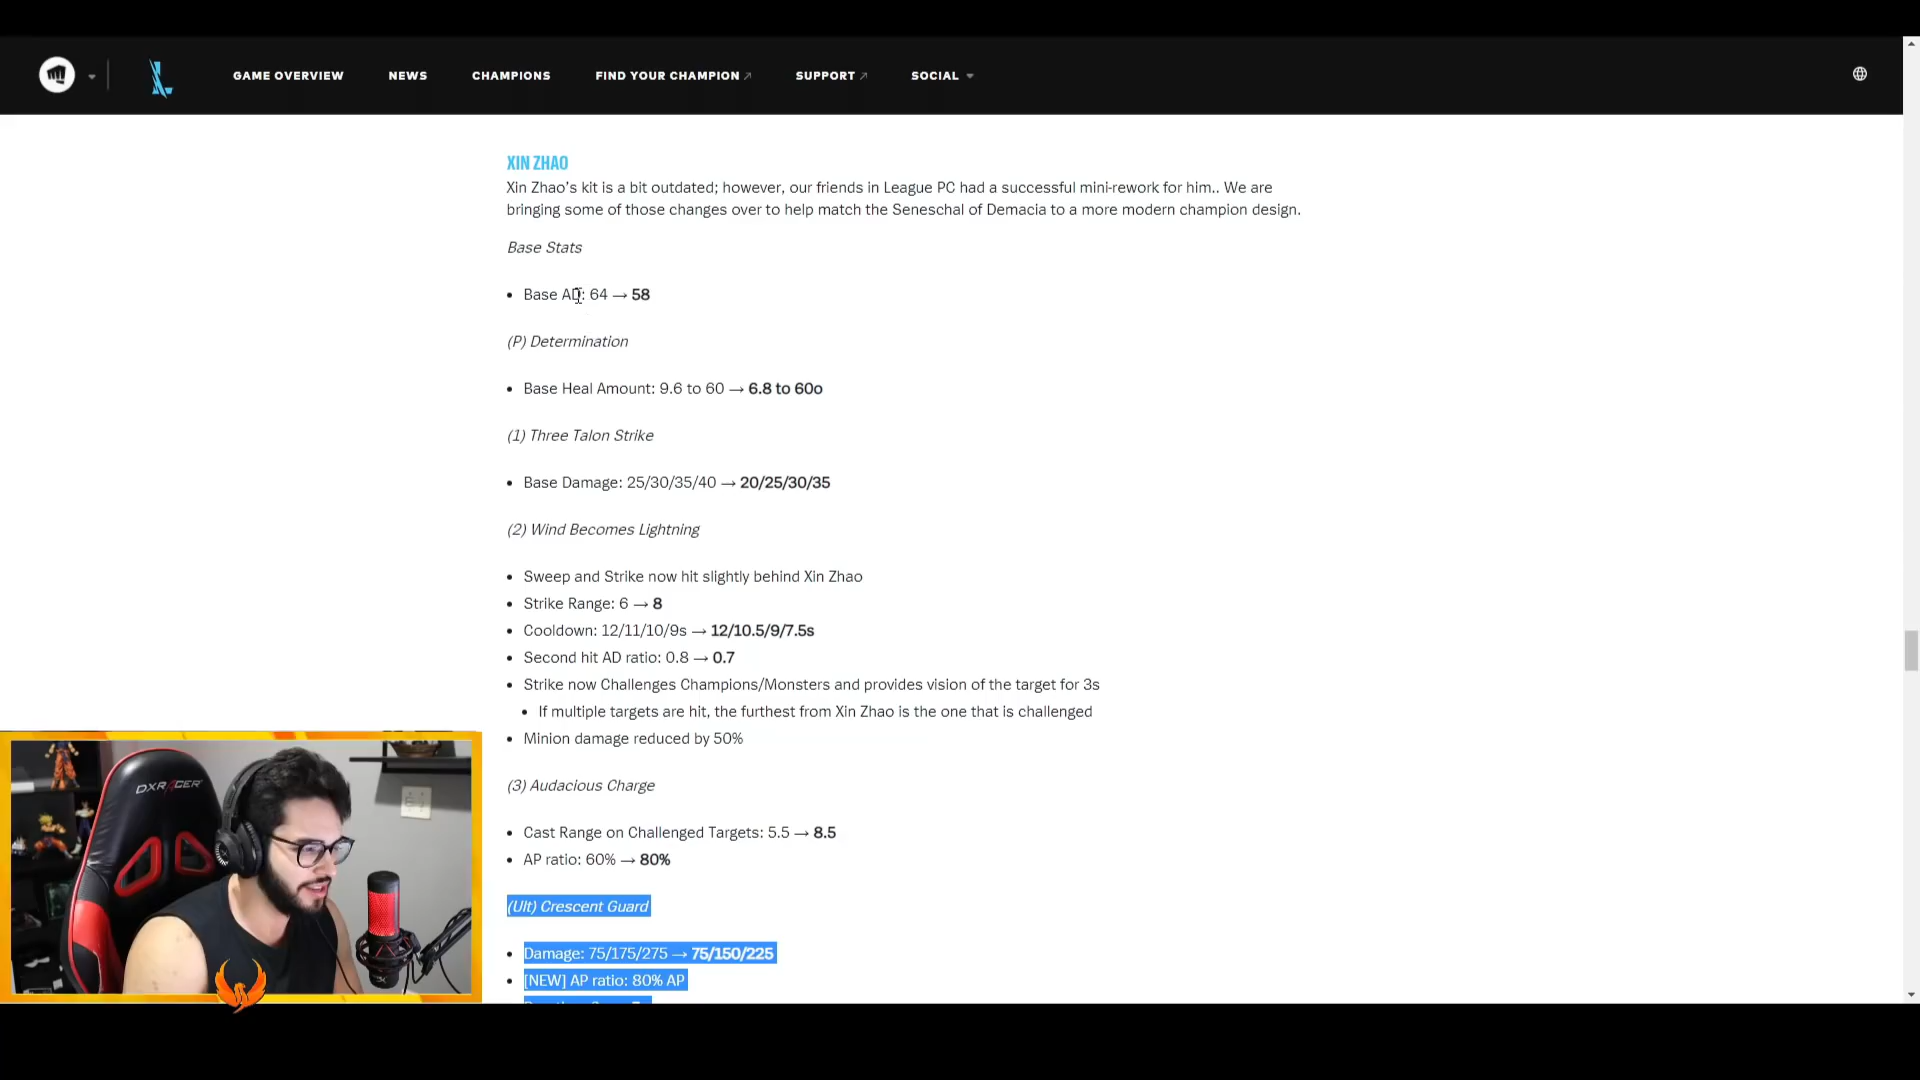 GAME OVERVIEW NEWS CHAMPIONS FIND YOUR CHAMPION SUPPORT SOCIAL
XIN ZHAO
Xin Zhao's kit is a bit outdated; however, our friends in League PC had a successful mini-rework for him.. We are
bringing some of those changes over to help match the Seneschal of Demacia to a more modern champion design.
Base Stats
• Base AD: 64 → 58
(P) Determination
• Base Heal Amount: 9.6 to 60 → 6.8 to 60o
(1) Three Talon Strike
• Base Damage: 25/30/35/40 → 20/25/30/35
(2) Wind Becomes Lightning
• Sweep and Strike now hit slightly behind Xin Zhao
• Strike Range: 6 → 8
• Cooldown: 12/11/10/9s → 12/10.5/9/7.5s
• Second hit AD ratio: 0.8 → 0.7
• Strike now Challenges Champions/Monsters and provides vision of the target for 3s
• If multiple targets are hit, the furthest from Xin Zhao is the one that is challenged
• Minion damage reduced by 50%
(3) Audacious Charge
• Cast Range on Challenged Targets: 5.5 → 8.5
• AP ratio: 60% → 80%
(Ult) Crescent Guard
• Damage: 75/175/275 → 75/150/225
• [NEW] AP ratio: 80% AP
DXRACER